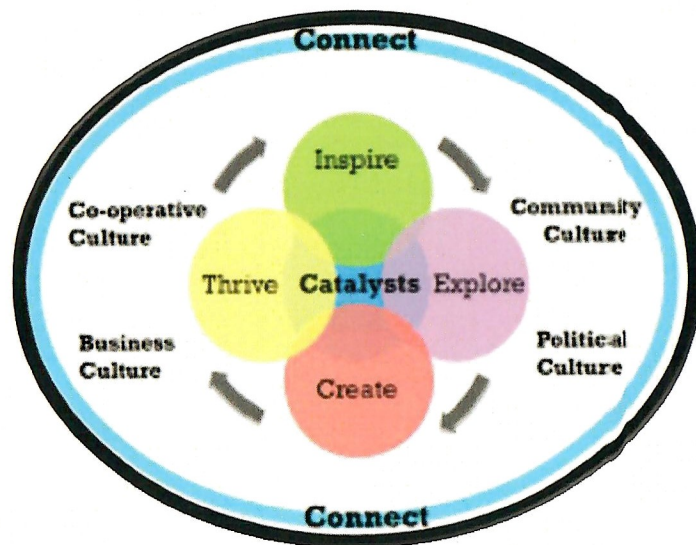 Connect
Inspire
Co-operative
Culture
Community
Culture
Thrive
Catalysts
Explore
Business
Culture
Political
Culture
Create
Connect